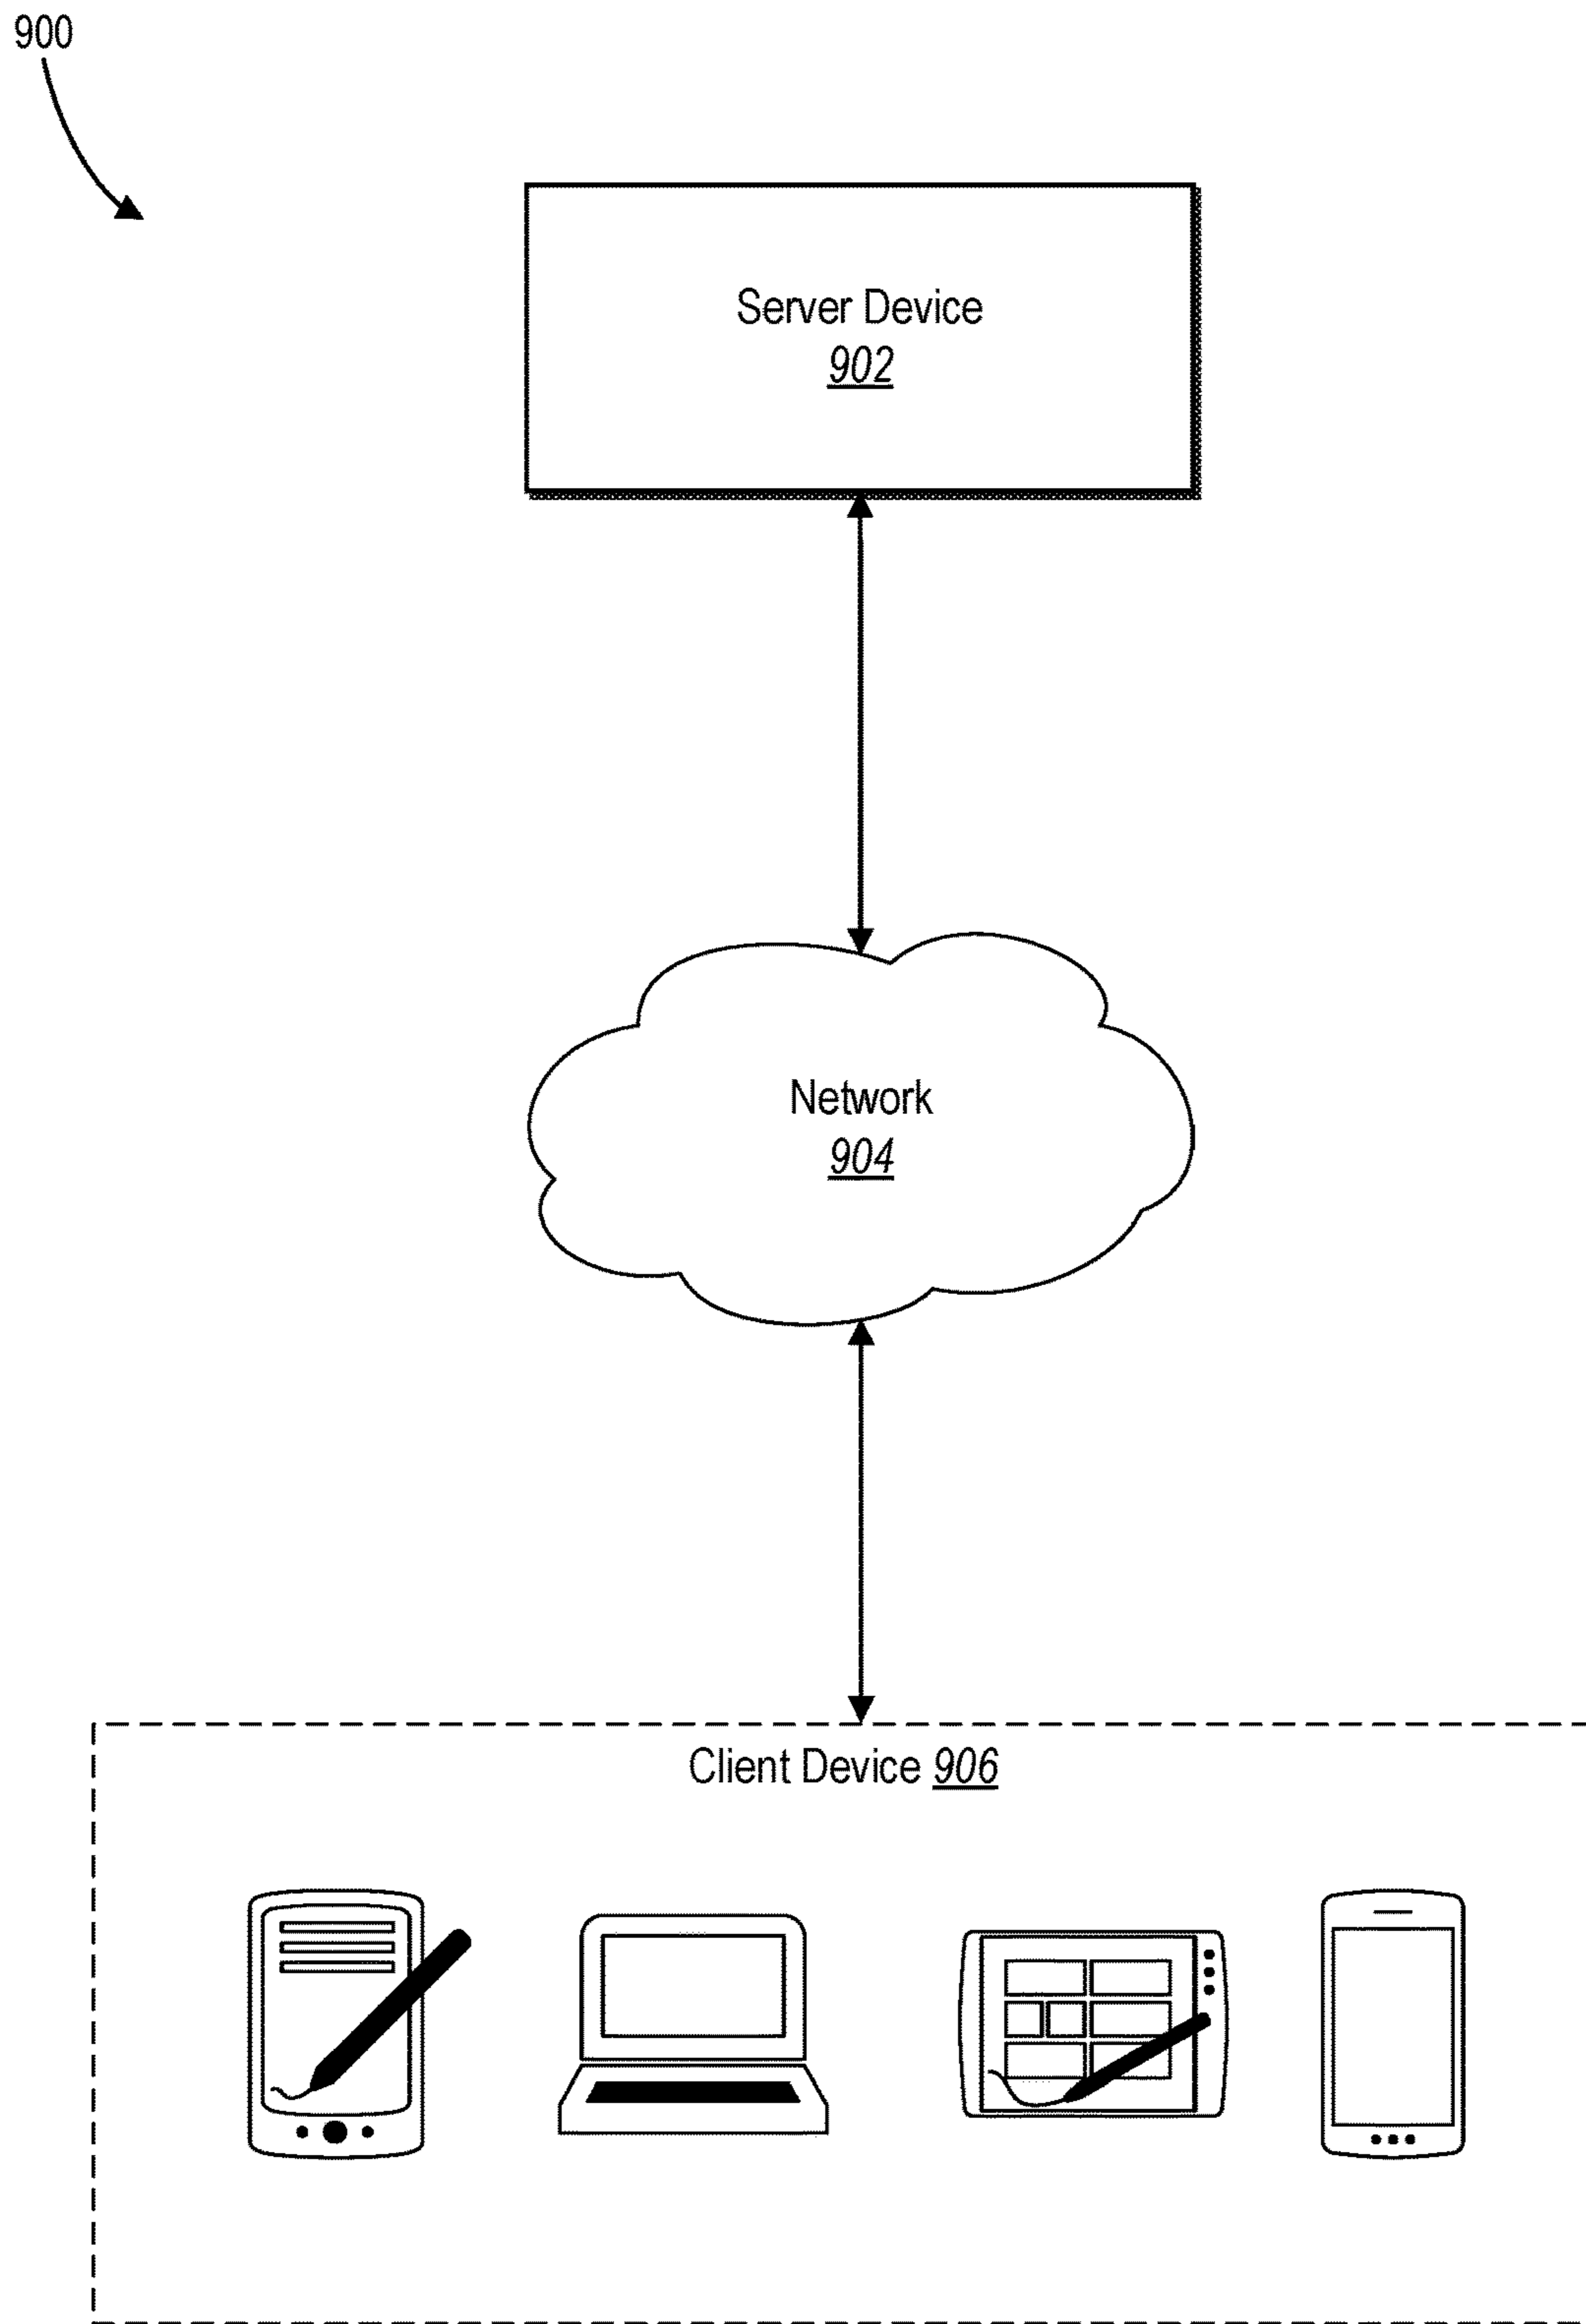 900
Server Device
902
Network
904
Client Device 906